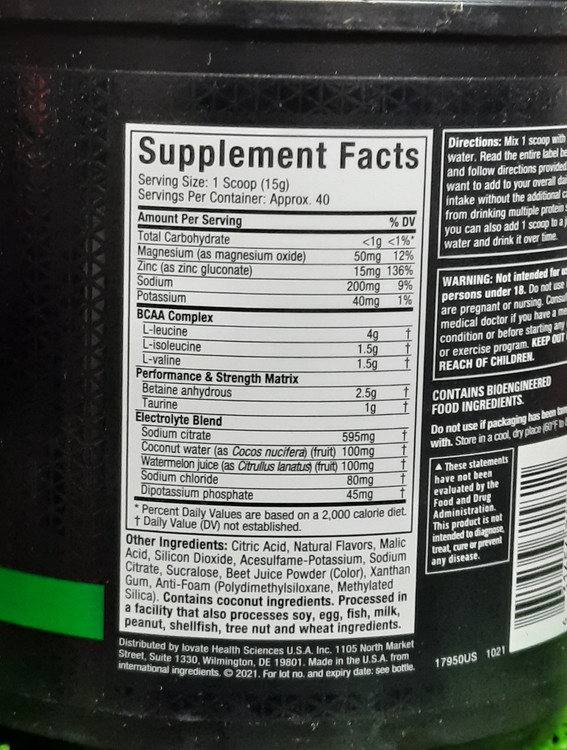 Supplement Facts
Serving Size: 1 Scoop (15g)
Servings Per Container: Approx. 40
Amount Per Serving % DV
Total Carbohydrate <1g <1%*
Magnesium (as magnesium oxide) 50mg 12%
Zinc (as zinc gluconate) 15mg 136%
Sodium 200mg 9%
Potassium 40mg 1%
BCAA Complex
L-leucine 4g †
L-isoleucine 1.5g †
L-valine 1.5g †
Performance & Strength Matrix
Betaine anhydrous 2.5g †
Taurine 1g †
Electrolyte Blend
Sodium citrate 595mg †
Coconut water (as Cocos nucifera) (fruit) 100mg †
Watermelon juice (as Citrullus lanatus) (fruit) 100mg †
Sodium chloride 80mg †
Dipotassium phosphate 45mg †
* Percent Daily Values are based on a 2,000 calorie diet.
† Daily Value (DV) not established.
Other Ingredients: Citric Acid, Natural Flavors, Malic
Acid, Silicon Dioxide, Acesulfame-Potassium, Sodium
Citrate, Sucralose, Beet Juice Powder (Color), Xanthan
Gum, Anti-Foam (Polydimethylsiloxane, Methylated
Silica). Contains coconut ingredients. Processed in
a facility that also processes soy, egg, fish, milk,
peanut, shellfish, tree nut and wheat ingredients.
Distributed by Iovate Health Sciences U.S.A. Inc. 1105 North Market
Street, Suite 1330, Wilmington, DE 19801. Made in the U.S.A. from
international ingredients. © 2021. For lot no. and expiry date: see bottle.
Directions: Mix 1 scoop with
water. Read the entire label
and follow directions provided
want to add to your overall
intake without the additional
from drinking multiple protein
you can also add 1 scoop to a
water and drink it over time.
WARNING: Not intended for
persons under 18. Do not use
are pregnant or nursing.
medical doctor if you have a
condition or before starting any
or exercise program. KEEP OUT
REACH OF CHILDREN.
CONTAINS BIOENGINEERED
FOOD INGREDIENTS.
Do not use if packaging has been
with. Store in a cool, dry place (60°F to
▲ These statements
have not been
evaluated by the
Food and Drug
Administration.
This product is not
intended to diagnose,
treat, cure or prevent
any disease.
17950US 1021